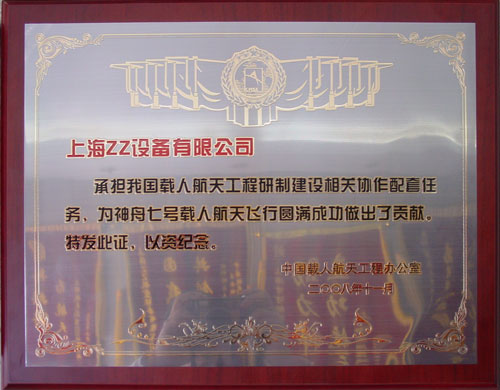 上海ZZ设备有限公司
承担我国载人航天工程研制建设相关协作配套任
务、为神舟七号载人航天飞行圆满成功做出了贡献。
特发此证，以资纪念。
中国载人航天工程办公室
二〇〇八年十一月